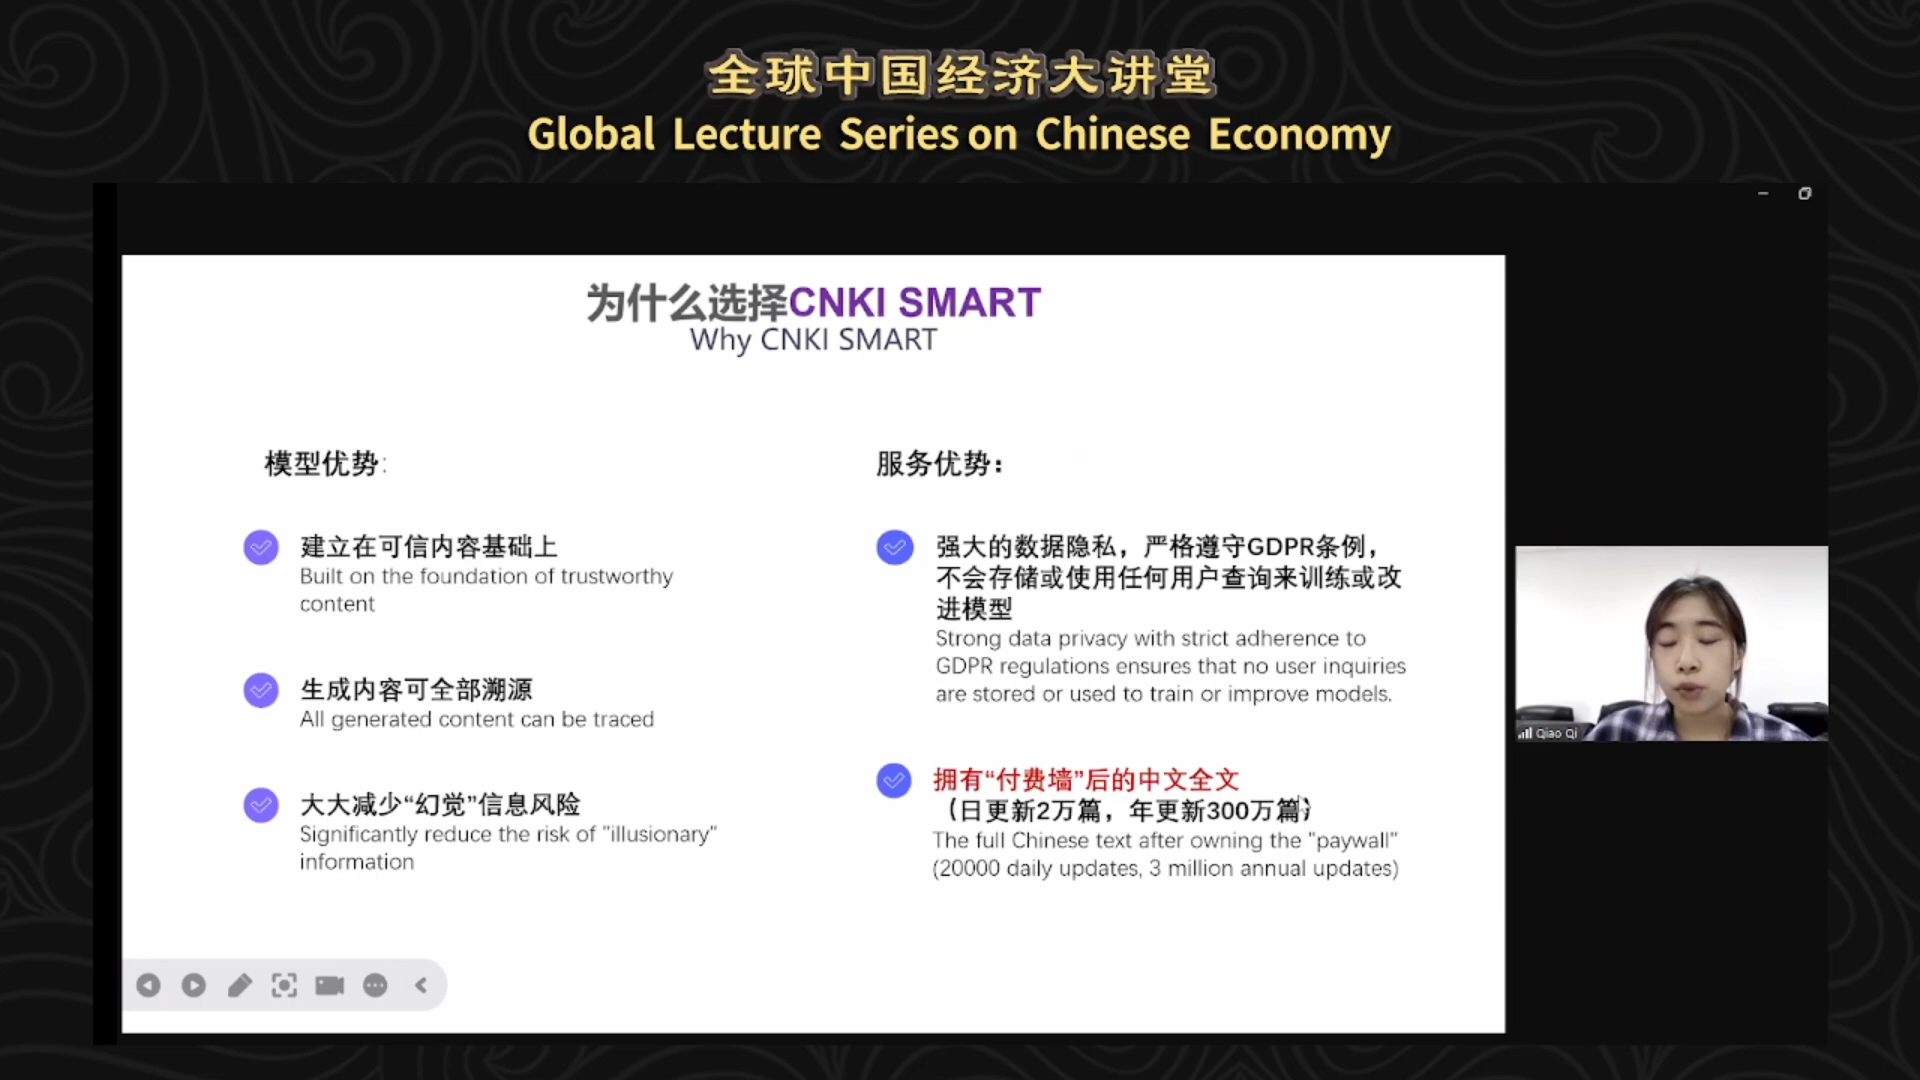 全球中国经济大讲堂
Global Lecture Series on Chinese Economy
为什么选择CNKI SMART
Why CNKI SMART
模型优势:
建立在可信内容基础上
Built on the foundation of trustworthy
content
生成内容可全部溯源
All generated content can be traced
大大减少“幻觉”信息风险
Significantly reduce the risk of "illusionary"
information
服务优势：
强大的数据隐私，严格遵守GDPR条例，
不会存储或使用任何用户查询来训练或改
进模型
Strong data privacy with strict adherence to
GDPR regulations ensures that no user inquiries
are stored or used to train or improve models.
拥有“付费墙”后的中文全文
（日更新2万篇，年更新300万篇）
The full Chinese text after owning the "paywall"
(20000 daily updates, 3 million annual updates)
Qiao Qi